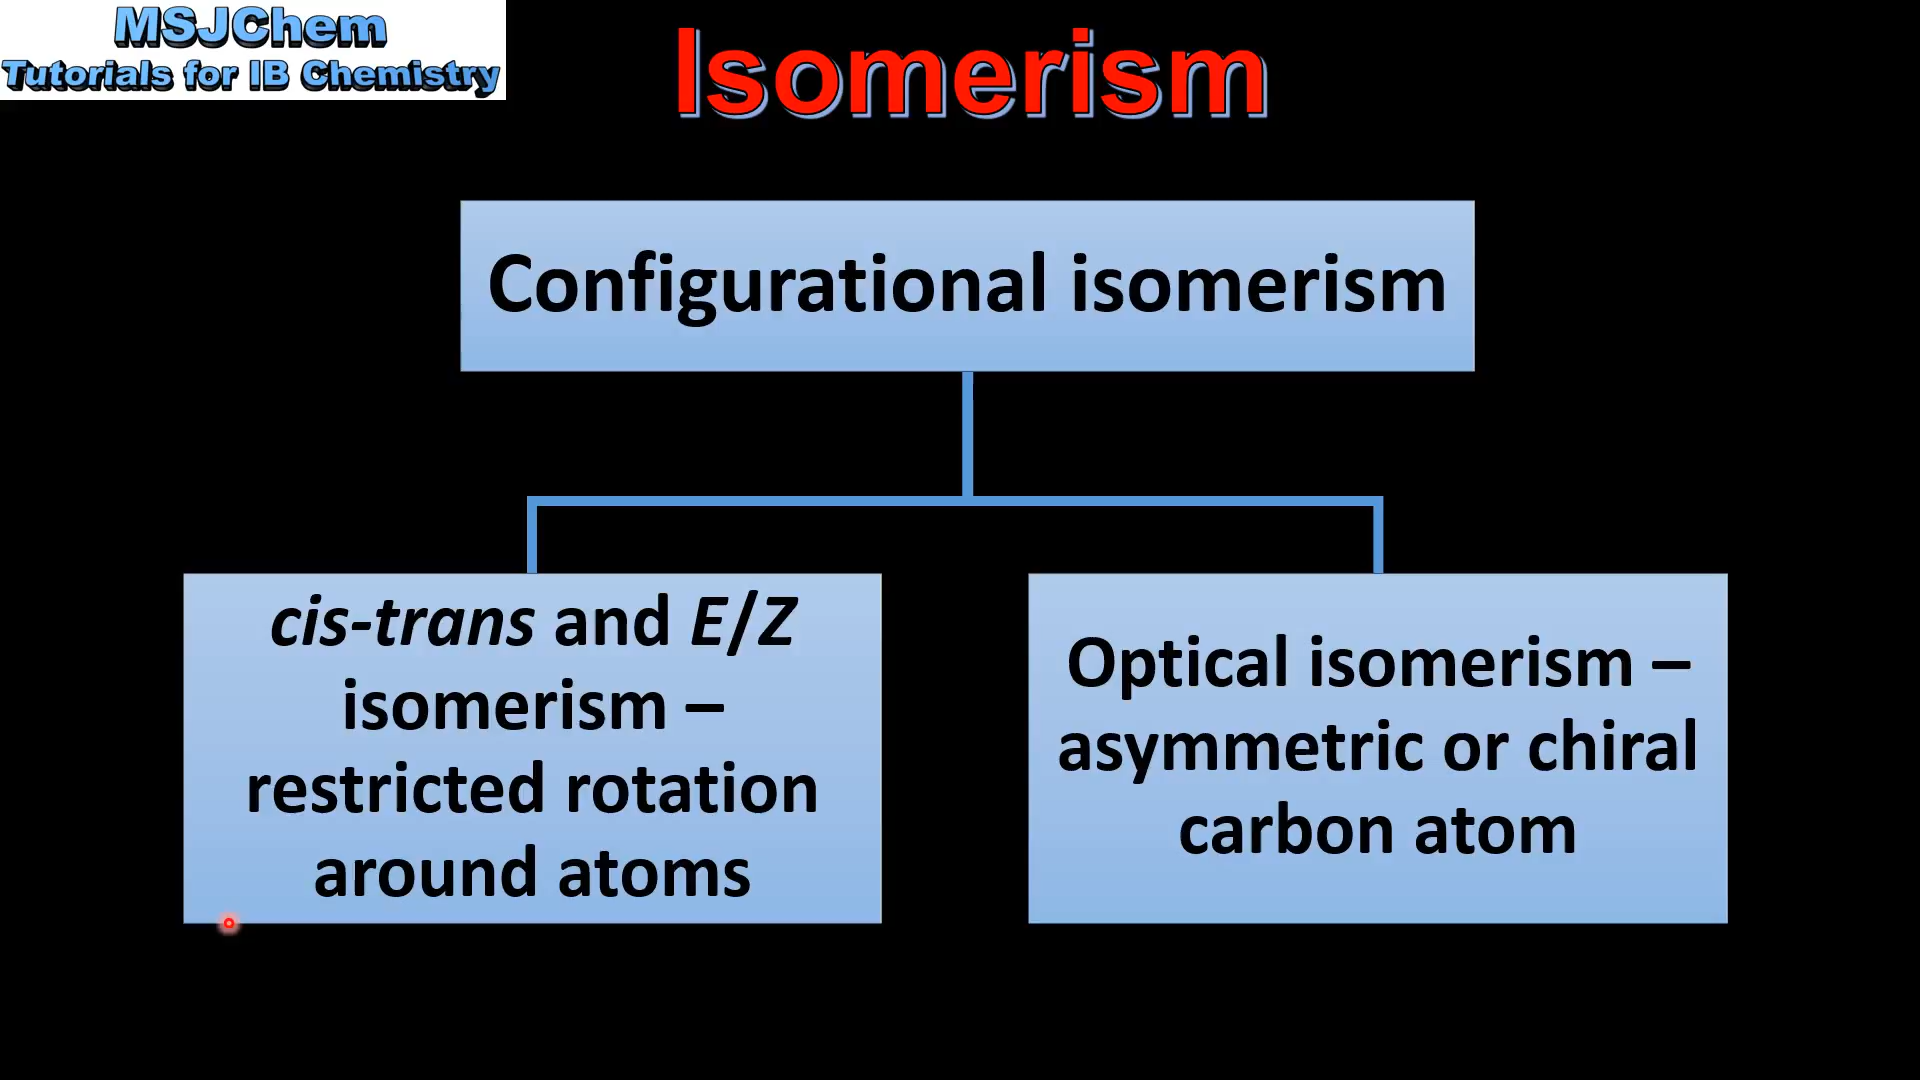 MSJChem
Tutorials for IB Chemistry
Isomerism
Configurational isomerism
cis-trans and E/Z
isomerism –
restricted rotation
around atoms
Optical isomerism –
asymmetric or chiral
carbon atom